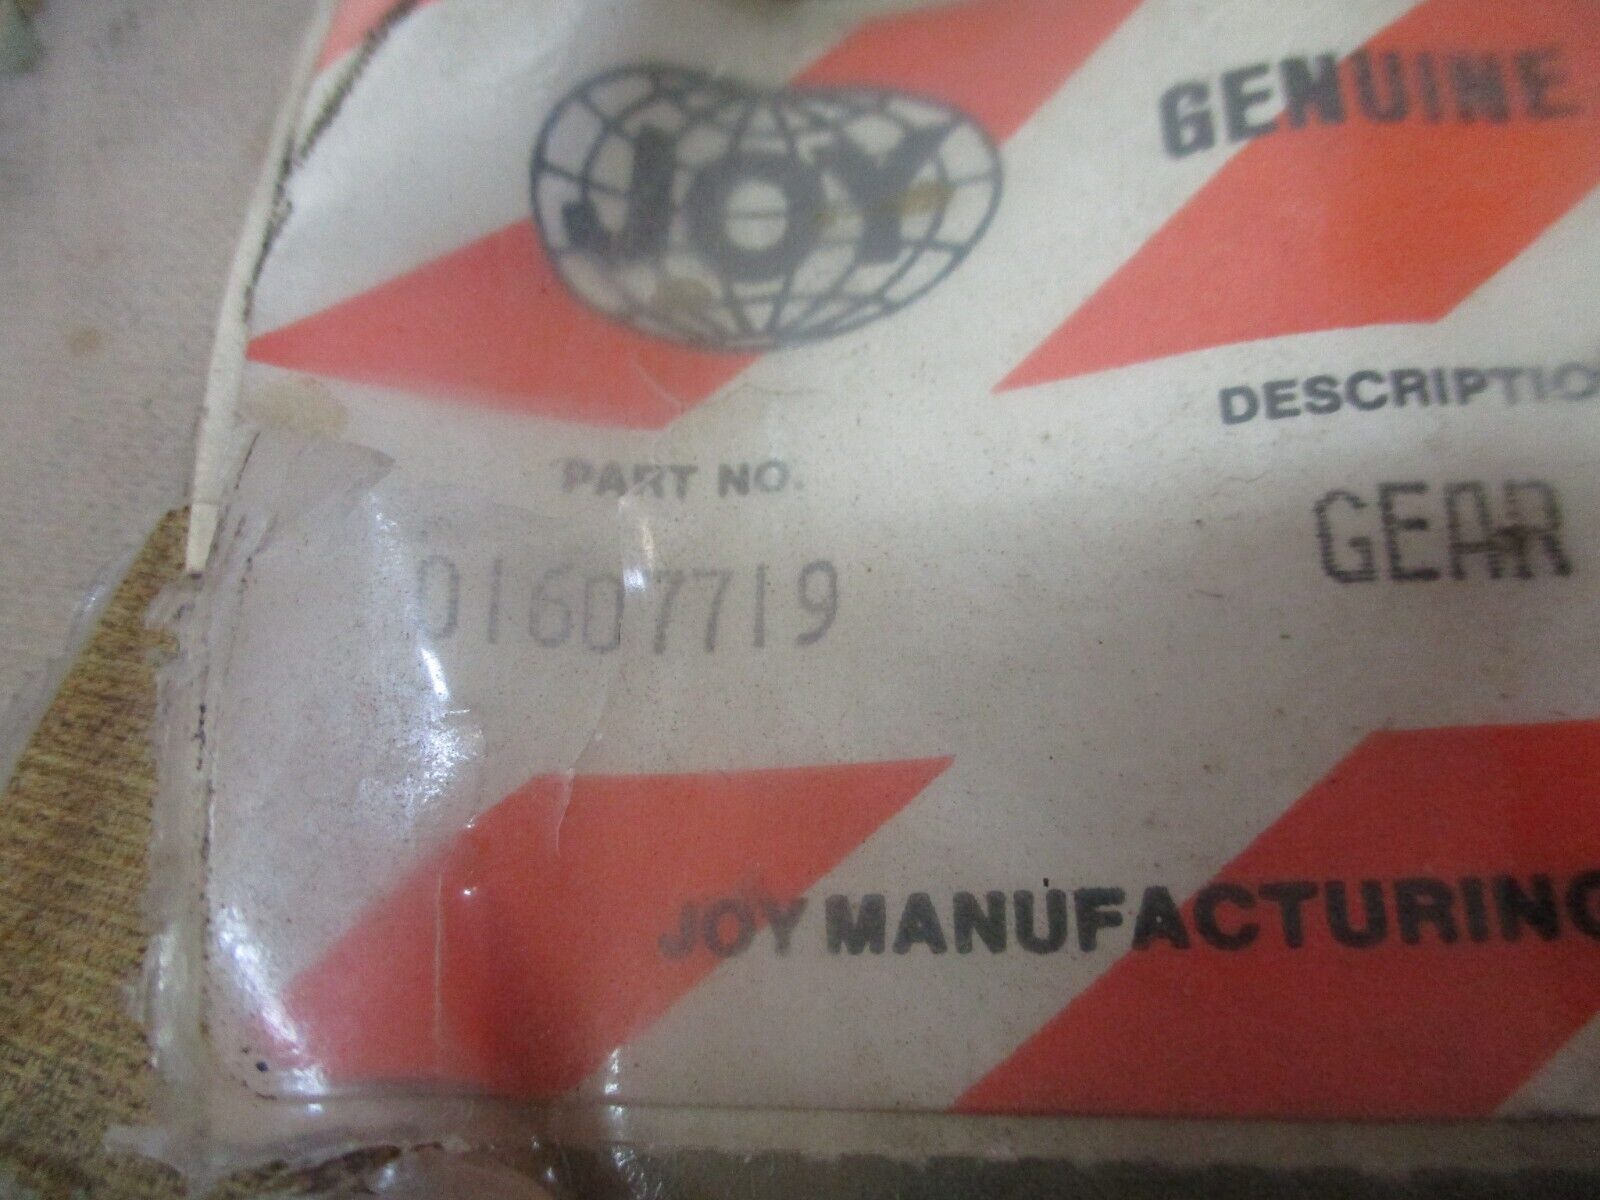 JOY
GENUINE
PART NO.
DESCRIPTIO
01607719
GEAR
JOY MANUFACTURING